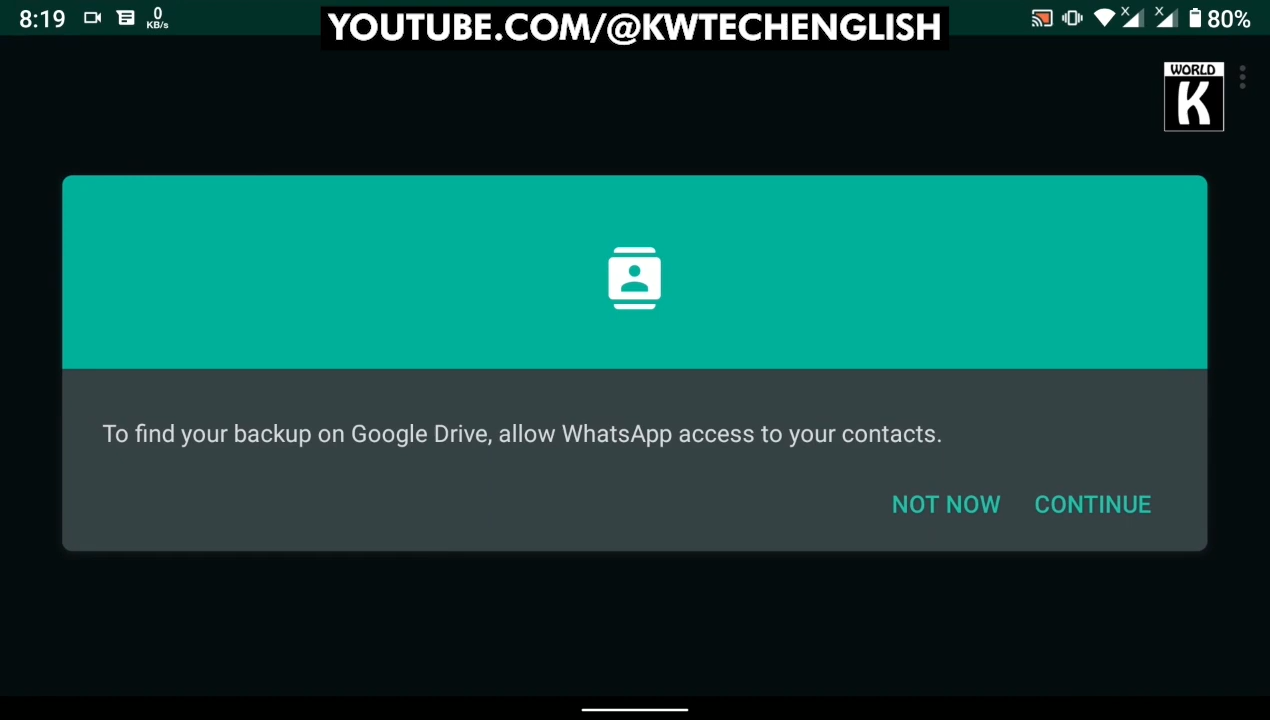 8:19
0
KB/s
YOUTUBE.COM/@KWTECHENGLISH
X
X
80%
WORLD
K
To find your backup on Google Drive, allow WhatsApp access to your contacts.
NOT NOW
CONTINUE